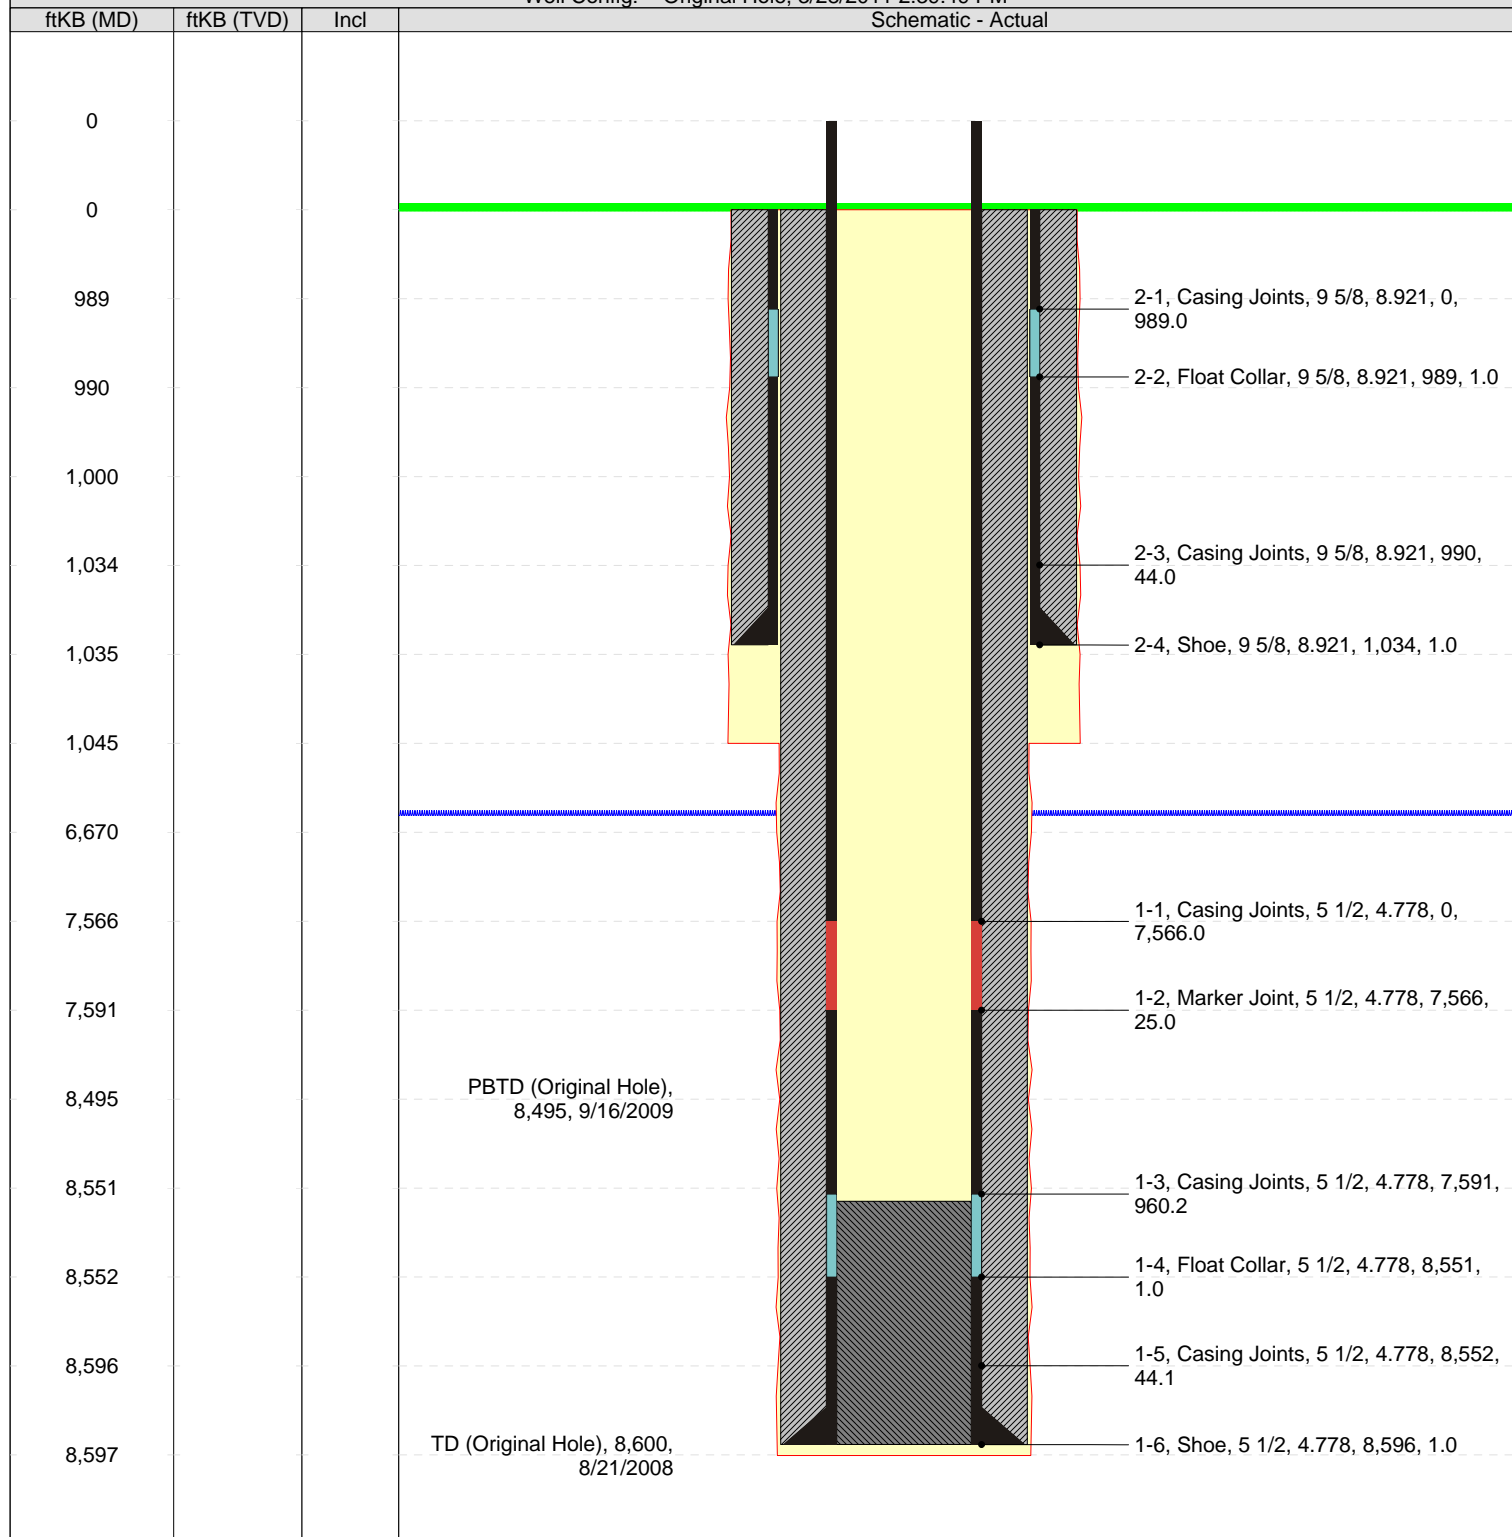 ftKB (MD) ftKB (TVD) Incl Schematic - Actual
0
0
989
990
1,000
1,034
1,035
1,045
6,670
7,566
7,591
8,495
8,551
8,552
8,596
8,597
PBTD (Original Hole),
8,495, 9/16/2009
TD (Original Hole), 8,600,
8/21/2008
2-1, Casing Joints, 9 5/8, 8.921, 0,
989.0
2-2, Float Collar, 9 5/8, 8.921, 989, 1.0
2-3, Casing Joints, 9 5/8, 8.921, 990,
44.0
2-4, Shoe, 9 5/8, 8.921, 1,034, 1.0
1-1, Casing Joints, 5 1/2, 4.778, 0,
7,566.0
1-2, Marker Joint, 5 1/2, 4.778, 7,566,
25.0
1-3, Casing Joints, 5 1/2, 4.778, 7,591,
960.2
1-4, Float Collar, 5 1/2, 4.778, 8,551,
1.0
1-5, Casing Joints, 5 1/2, 4.778, 8,552,
44.1
1-6, Shoe, 5 1/2, 4.778, 8,596, 1.0